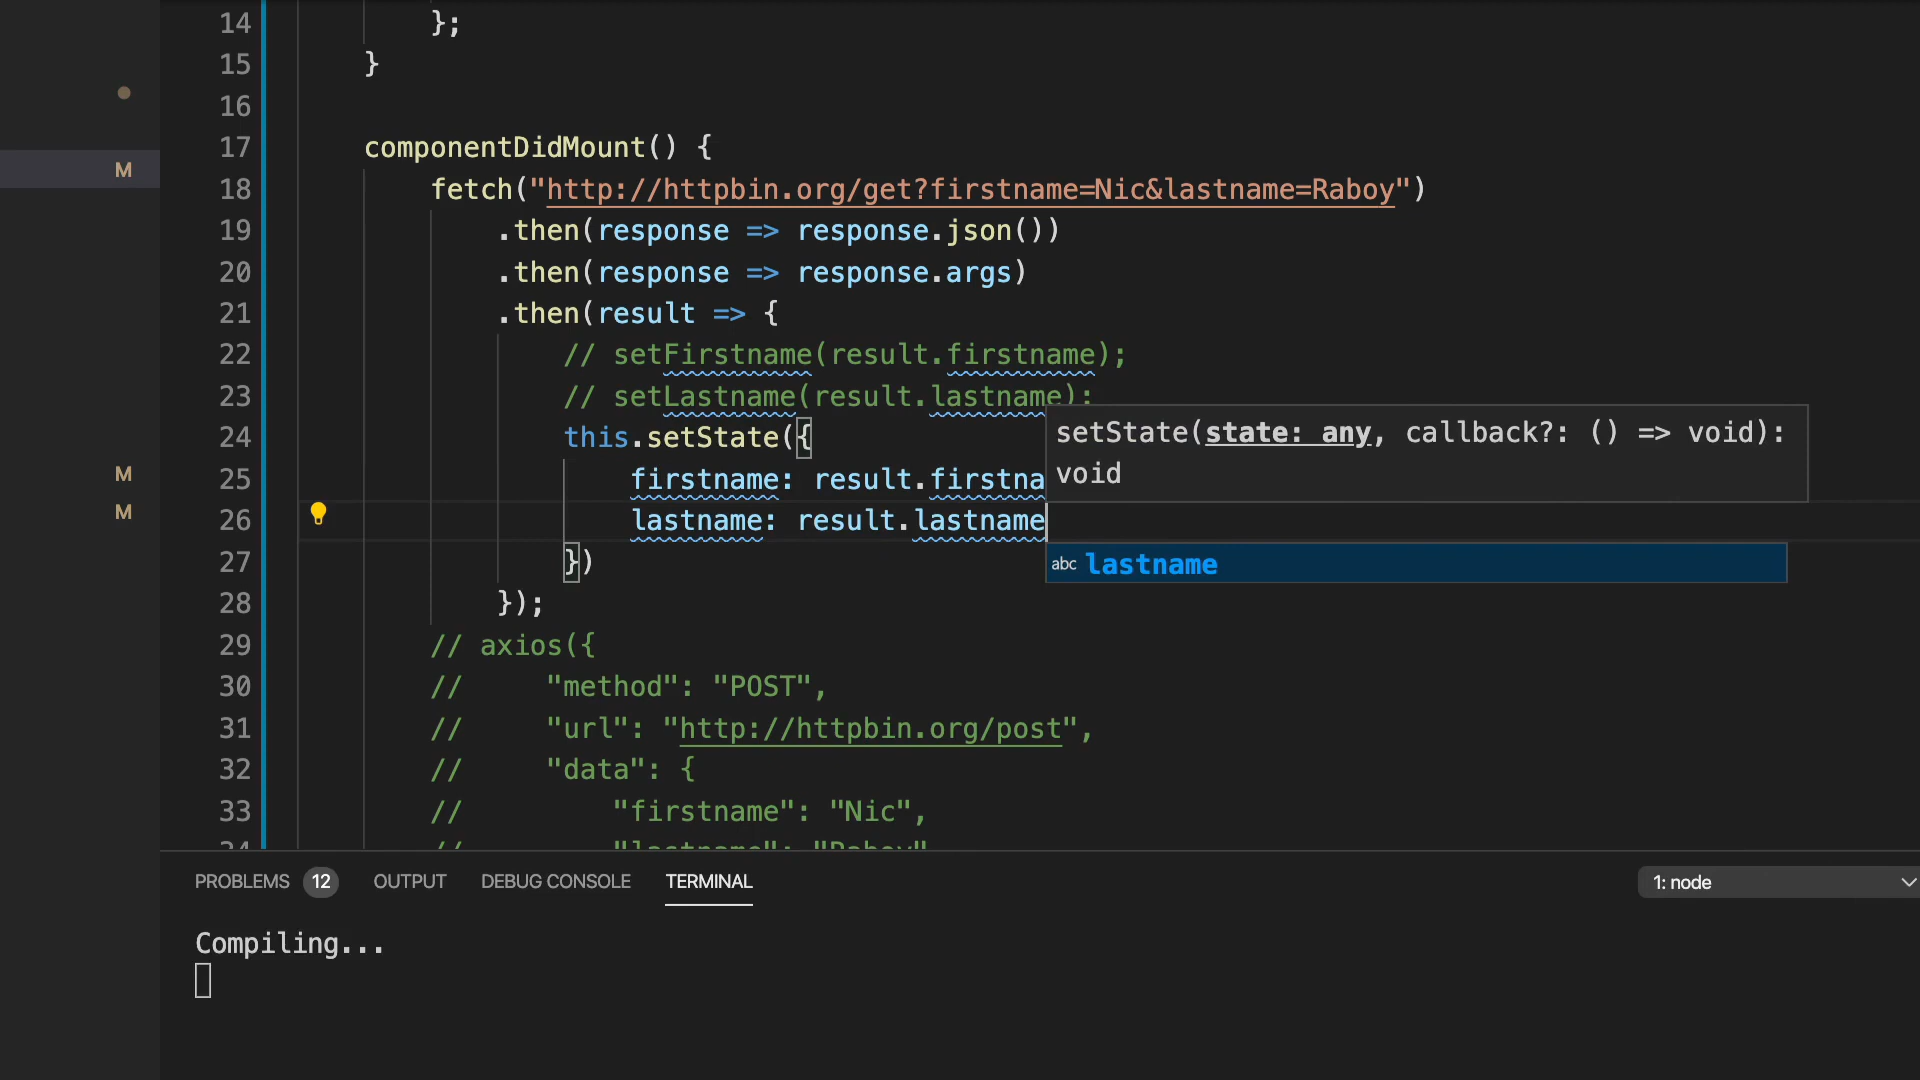 14 };
15 }
16
17 componentDidMount() {
18 fetch("http://httpbin.org/get?firstname=Nic&lastname=Raboy")
19 .then(response => response.json())
20 .then(response => response.args)
21 .then(result => {
22 // setFirstname(result.firstname);
23 // setLastname(result.lastname);
24 this.setState({
setState(state: any, callback?: () => void):
void
M
M
M
25 firstname: result.firstna
26 lastname: result.lastname
27 })
abc lastname
28 });
29 // axios({
30 // "method": "POST",
31 // "url": "http://httpbin.org/post",
32 // "data": {
33 // "firstname": "Nic",
34 // "lastname": "Raboy"
PROBLEMS 12 OUTPUT DEBUG CONSOLE TERMINAL 1: node
Compiling...